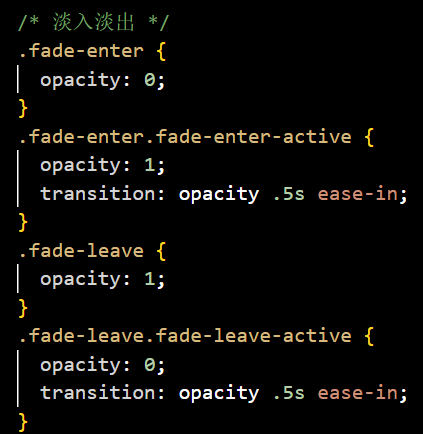 /* 淡入淡出 */
.fade-enter {
  opacity: 0;
}
.fade-enter.fade-enter-active {
  opacity: 1;
  transition: opacity .5s ease-in;
}
.fade-leave {
  opacity: 1;
}
.fade-leave.fade-leave-active {
  opacity: 0;
  transition: opacity .5s ease-in;
}